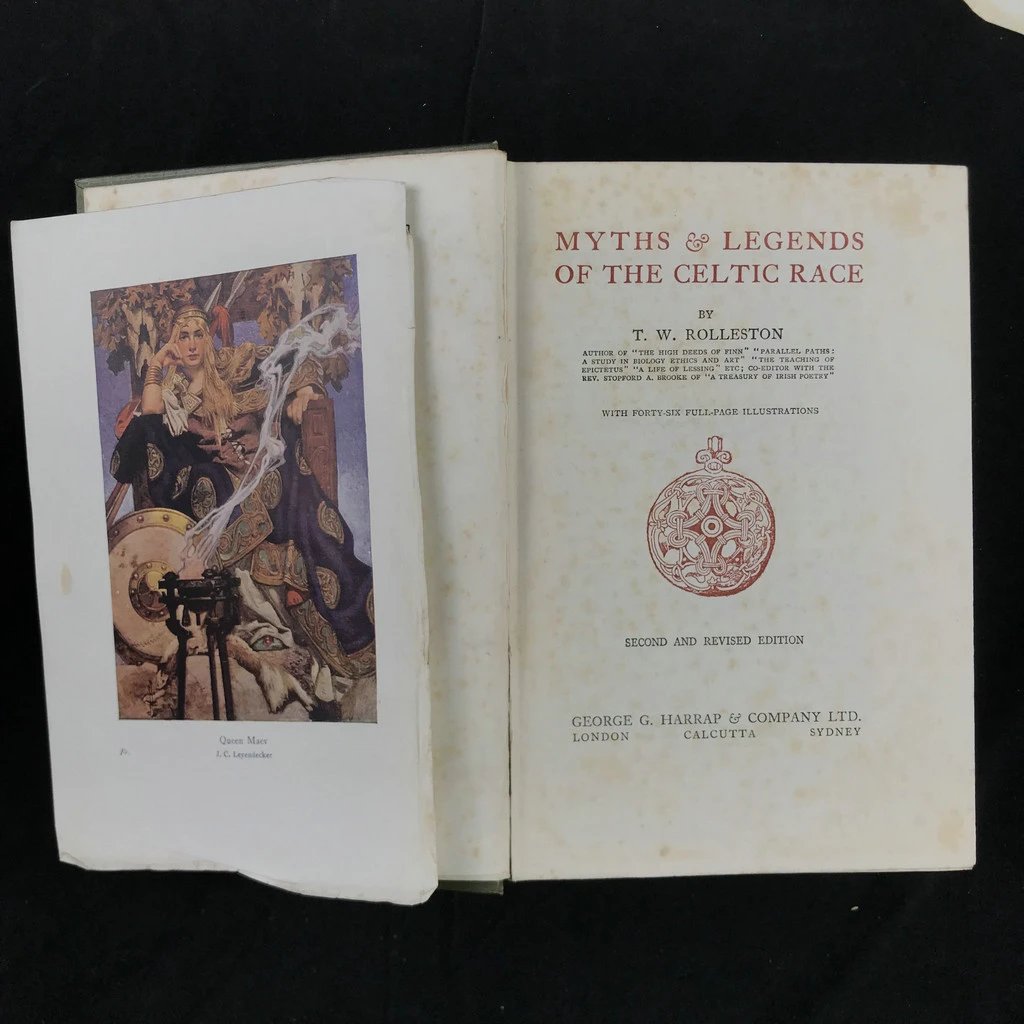 Queen Maev
J. C. Leyendecker
Fr.
MYTHS & LEGENDS
OF THE CELTIC RACE
BY
T. W. ROLLESTON
AUTHOR OF "THE HIGH DEEDS OF FINN" "PARALLEL PATHS:
A STUDY IN BIOLOGY ETHICS AND ART" "THE TEACHING OF
EPICTETUS" "A LIFE OF LESSING" ETC; CO-EDITOR WITH THE
REV. STOPFORD A. BROOKE OF "A TREASURY OF IRISH POETRY"
WITH FORTY-SIX FULL-PAGE ILLUSTRATIONS
SECOND AND REVISED EDITION
GEORGE G. HARRAP & COMPANY LTD.
LONDON CALCUTTA SYDNEY